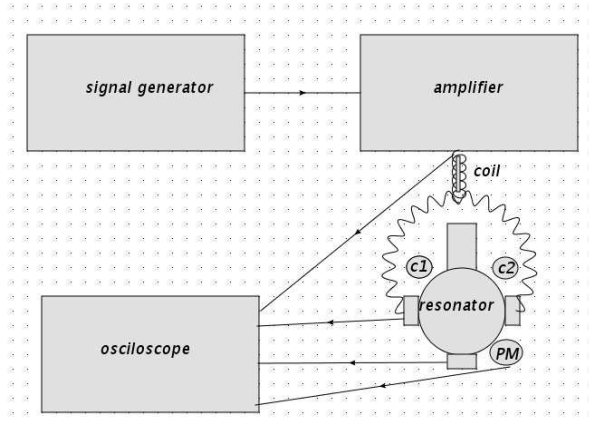 signal generator
amplifier
coil
c1
c2
resonator
osciloscope
PM